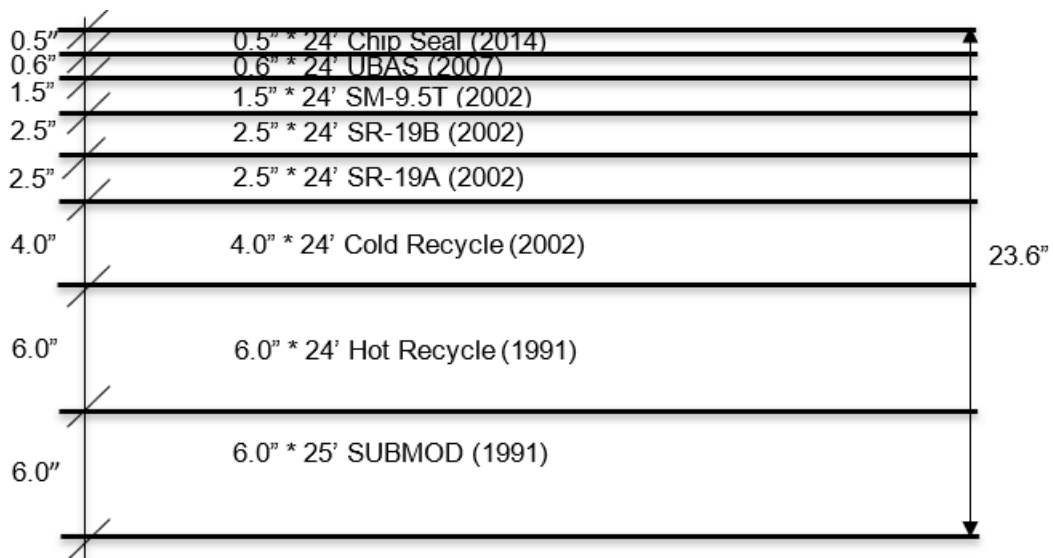 0.5” 0.5” * 24’ Chip Seal (2014)
0.6” 0.6” * 24’ UBAS (2007)
1.5” 1.5” * 24’ SM-9.5T (2002)
2.5” 2.5” * 24’ SR-19B (2002)
2.5” 2.5” * 24’ SR-19A (2002)
4.0” 4.0” * 24’ Cold Recycle (2002)
23.6”
6.0” 6.0” * 24’ Hot Recycle (1991)
6.0” 6.0” * 25’ SUBMOD (1991)